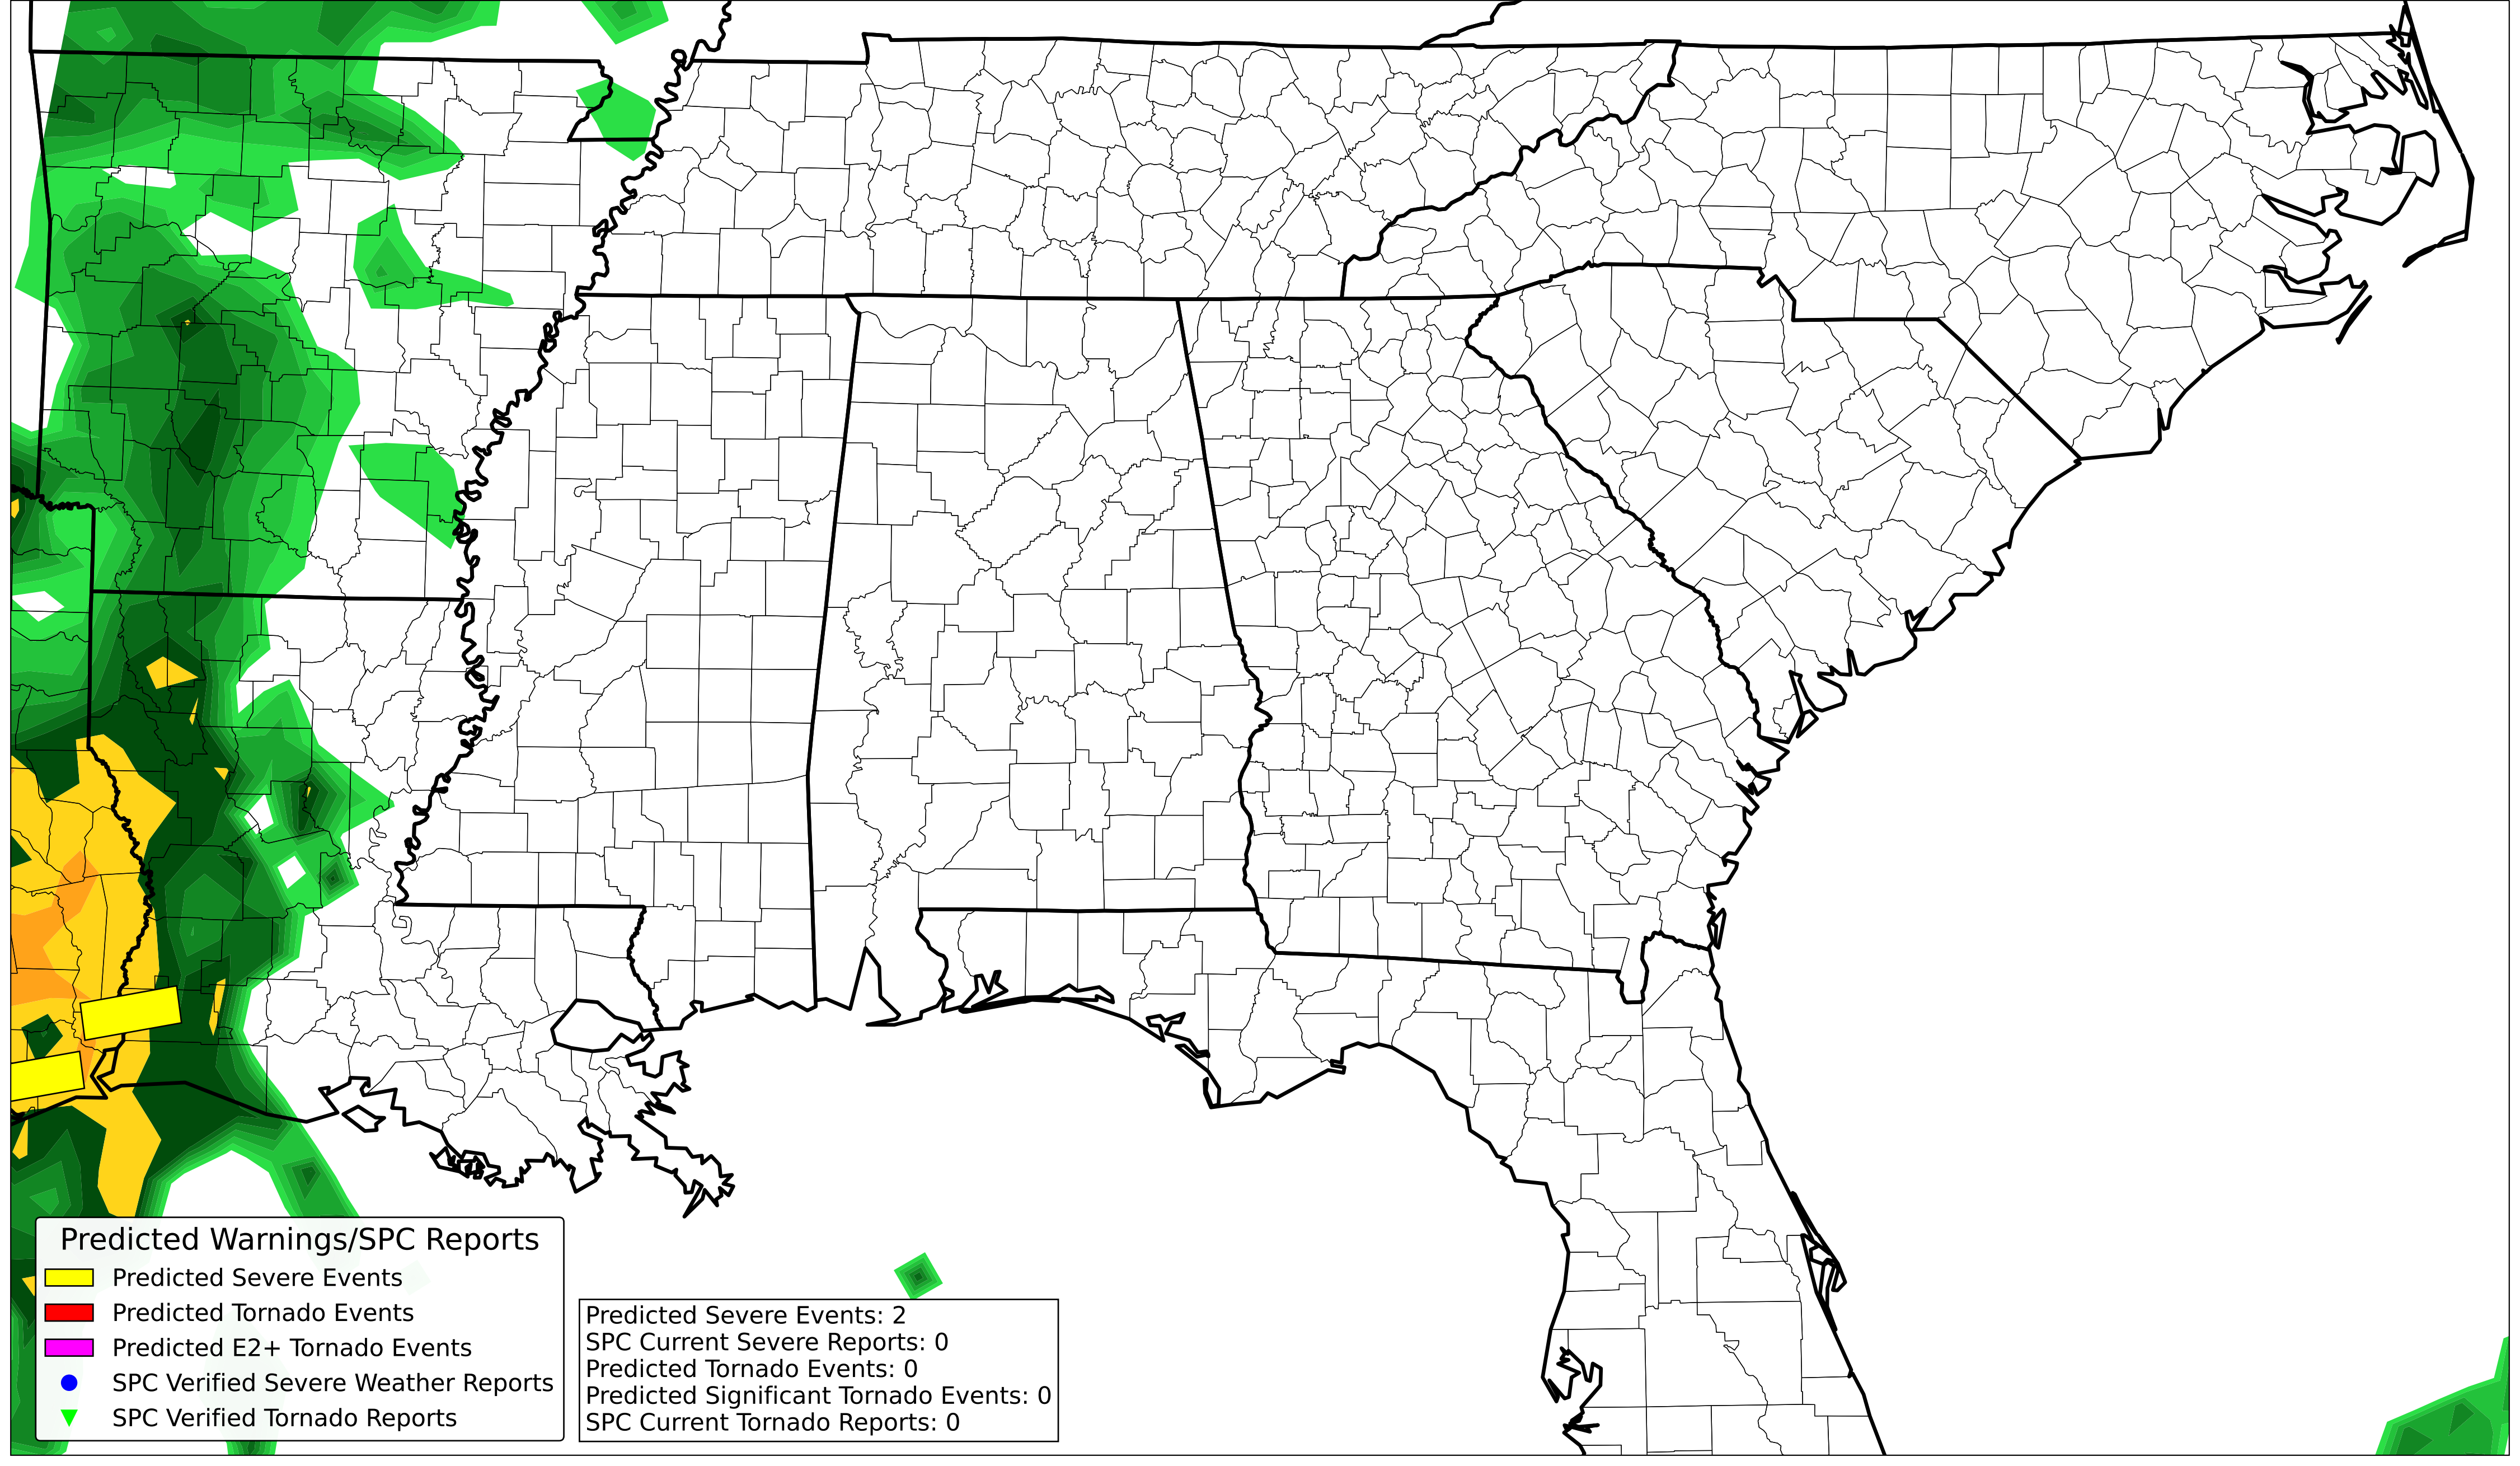 Predicted Warnings/SPC Reports
Predicted Severe Events
Predicted Tornado Events
Predicted E2+ Tornado Events
SPC Verified Severe Weather Reports
SPC Verified Tornado Reports
Predicted Severe Events: 2
SPC Current Severe Reports: 0
Predicted Tornado Events: 0
Predicted Significant Tornado Events: 0
SPC Current Tornado Reports: 0